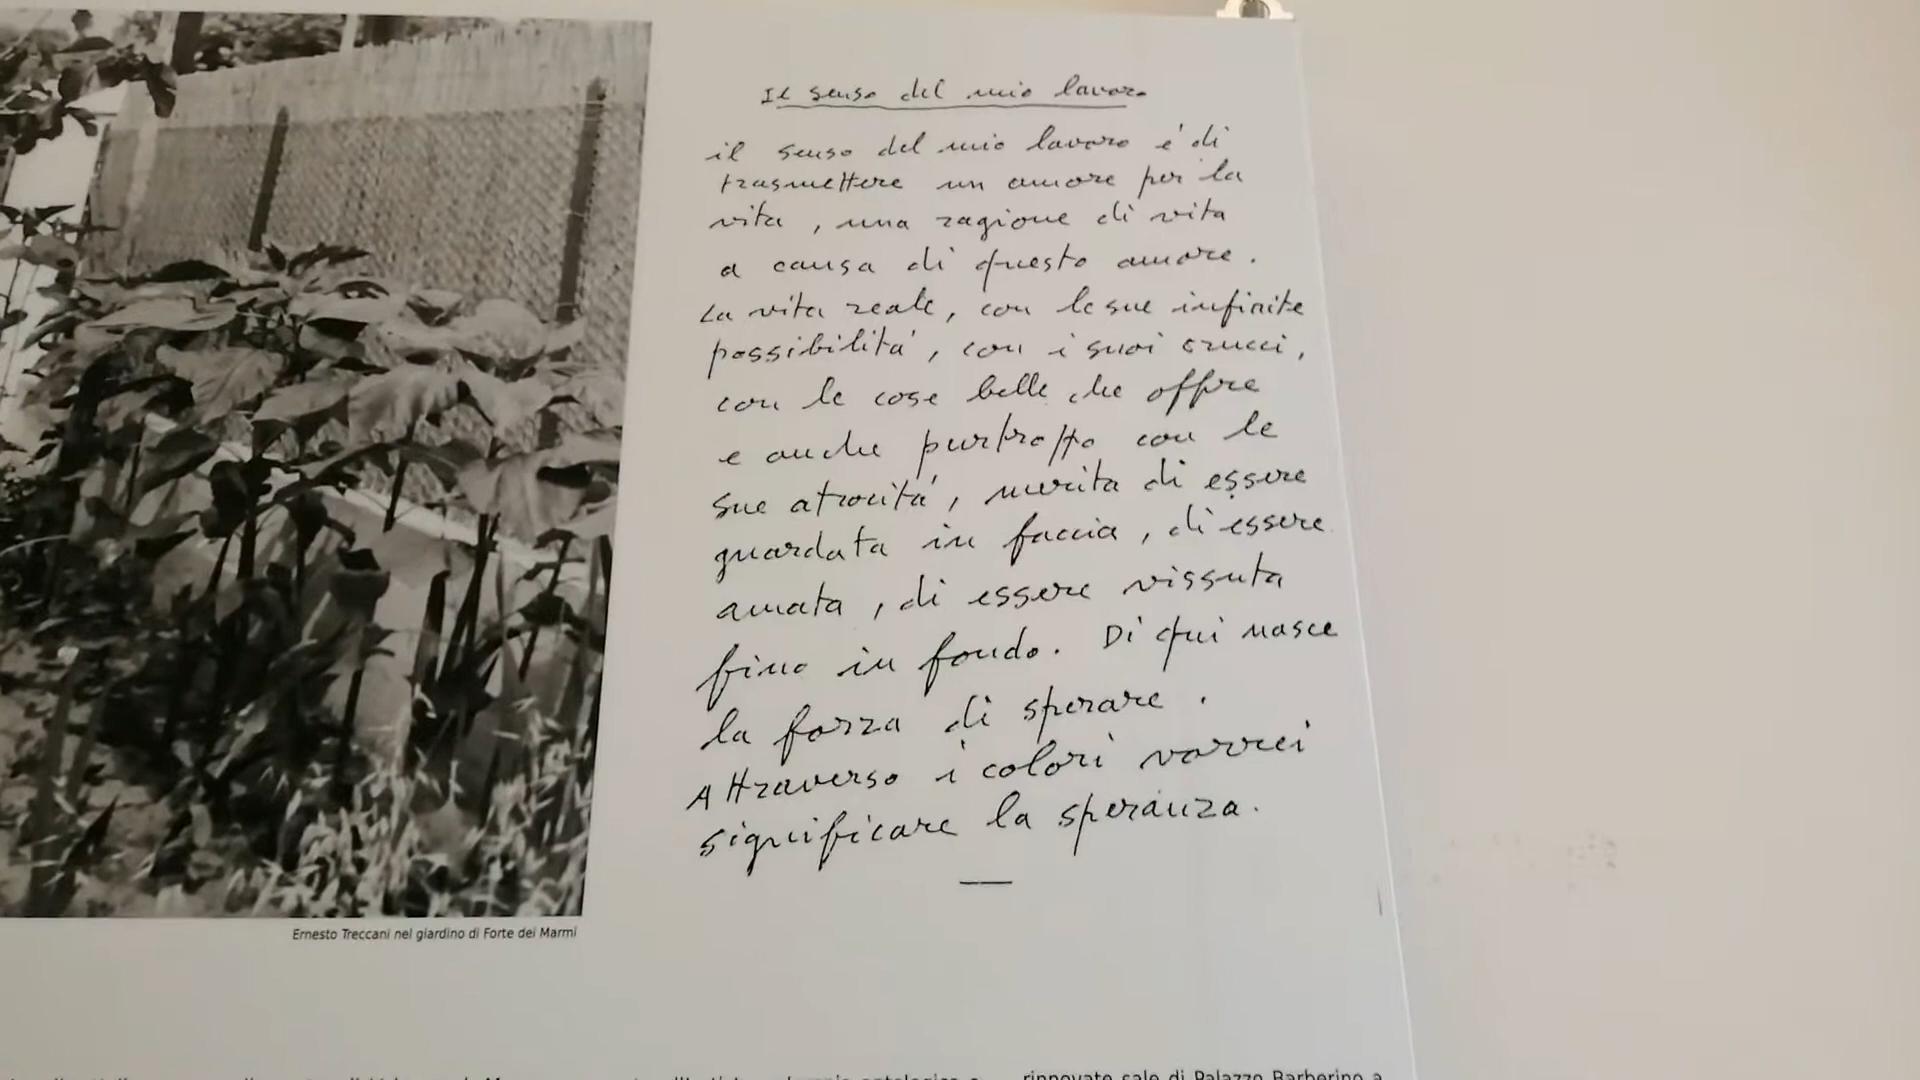 Il senso del mio lavoro
il senso del mio lavoro è di
trasmettere un amore per la
vita, una ragione di vita
a causa di questo amore.
La vita reale, con le sue infinite
possibilità, con i suoi crucci,
con le cose belle che offre
e anche purtroppo con le
sue atrocità, merita di essere
guardata in faccia, di essere
amata, di essere vissuta
fino in fondo. Di qui nasce
la forza di sperare.
Attraverso i colori vorrei
significare la speranza.
Ernesto Treccani nel giardino di Forte dei Marmi
rinnovate sale di Palazzo Barberino a